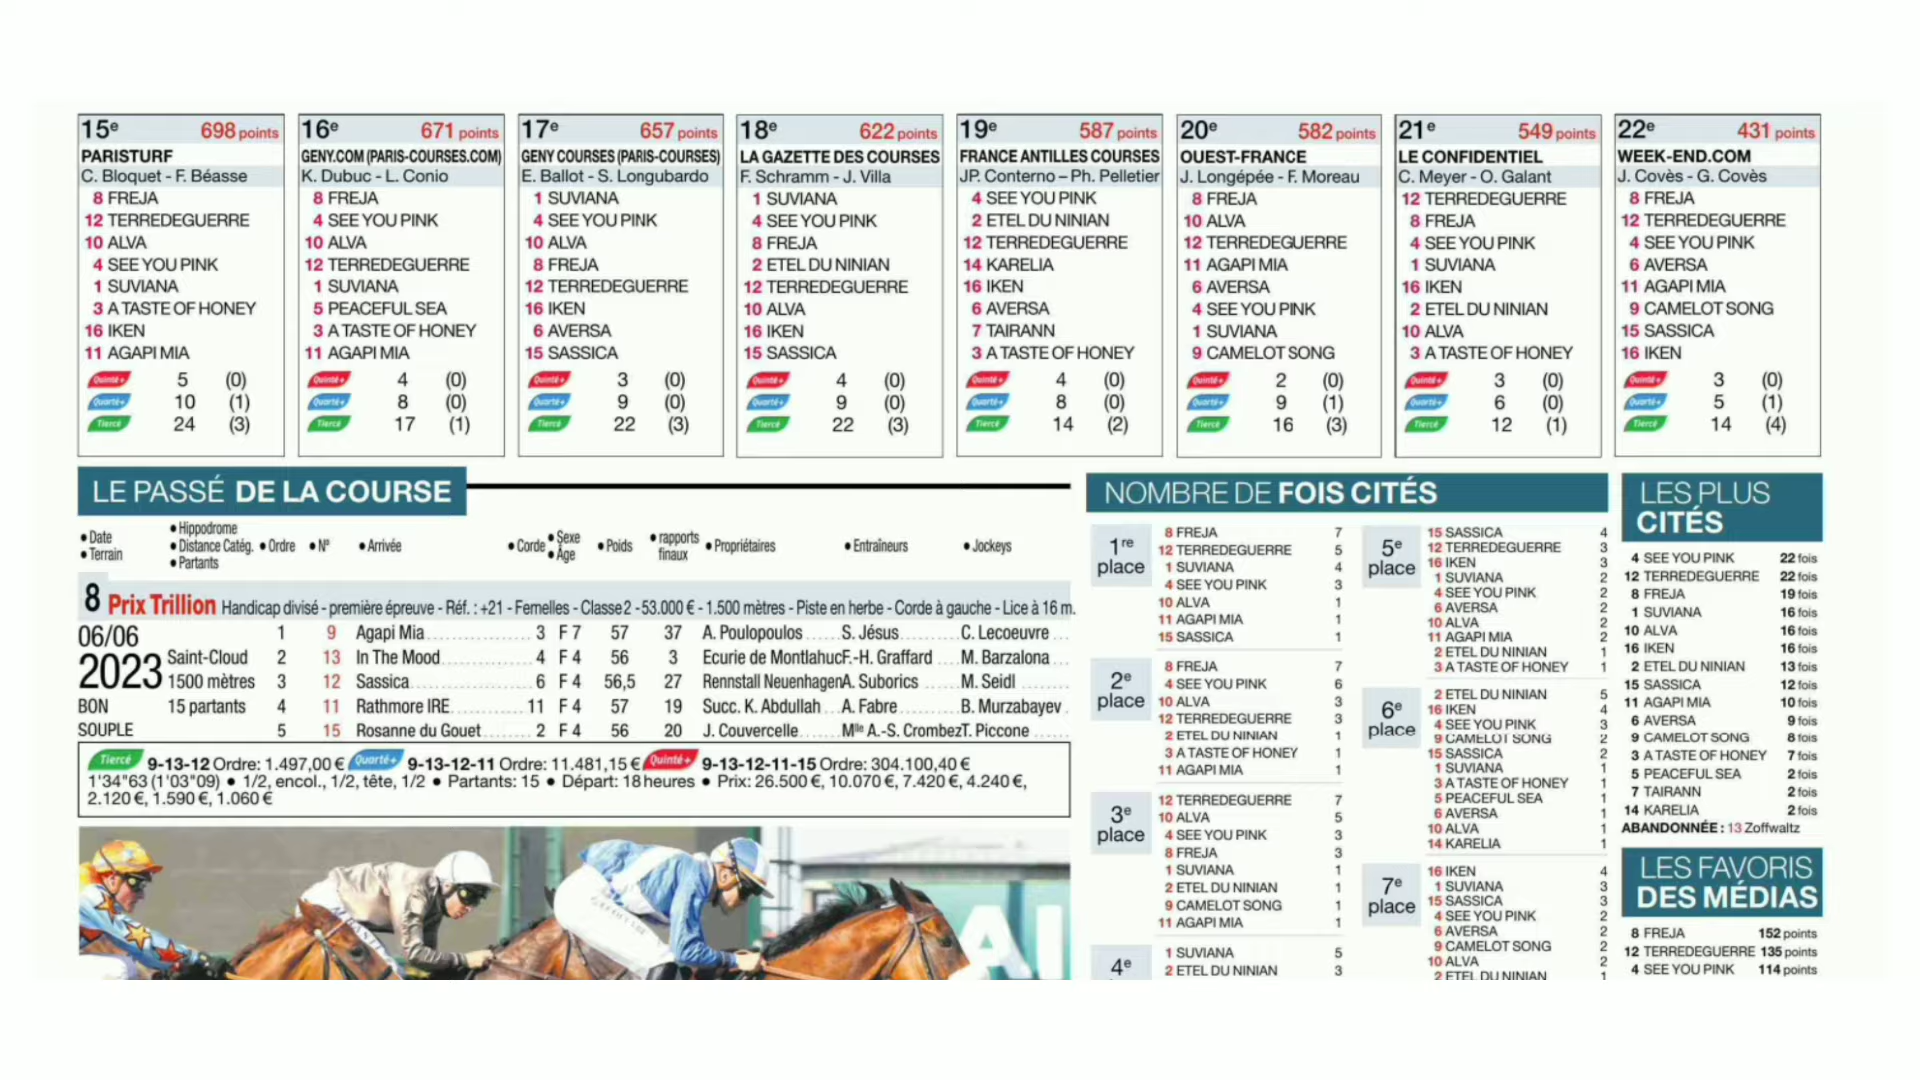 15e 698 points
PARISTURF
C. Bloquet - F. Béasse
8 FREJA
12 TERREDEGUERRE
10 ALVA
4 SEE YOU PINK
1 SUVIANA
3 A TASTE OF HONEY
16 IKEN
11 AGAPI MIA
Quinté+ 5 (0)
Quarté+ 10 (1)
Tiercé 24 (3)
16e 671 points
GENY.COM (PARIS-COURSES.COM)
K. Dubuc - L. Conio
8 FREJA
4 SEE YOU PINK
10 ALVA
12 TERREDEGUERRE
1 SUVIANA
5 PEACEFUL SEA
3 A TASTE OF HONEY
11 AGAPI MIA
Quinté+ 4 (0)
Quarté+ 8 (0)
Tiercé 17 (1)
17e 657 points
GENY COURSES (PARIS-COURSES)
E. Ballot - S. Longubardo
1 SUVIANA
4 SEE YOU PINK
10 ALVA
8 FREJA
12 TERREDEGUERRE
16 IKEN
6 AVERSA
15 SASSICA
Quinté+ 3 (0)
Quarté+ 9 (0)
Tiercé 22 (3)
18e 622 points
LA GAZETTE DES COURSES
F. Schramm - J. Villa
1 SUVIANA
4 SEE YOU PINK
8 FREJA
2 ETEL DU NINIAN
12 TERREDEGUERRE
10 ALVA
16 IKEN
15 SASSICA
Quinté+ 4 (0)
Quarté+ 9 (0)
Tiercé 22 (3)
19e 587 points
FRANCE ANTILLES COURSES
JP. Conterno – Ph. Pelletier
4 SEE YOU PINK
2 ETEL DU NINIAN
12 TERREDEGUERRE
14 KARELIA
16 IKEN
6 AVERSA
7 TAIRANN
3 A TASTE OF HONEY
Quinté+ 4 (0)
Quarté+ 8 (0)
Tiercé 14 (2)
20e 582 points
OUEST-FRANCE
J. Longépée - F. Moreau
8 FREJA
10 ALVA
12 TERREDEGUERRE
11 AGAPI MIA
6 AVERSA
4 SEE YOU PINK
1 SUVIANA
9 CAMELOT SONG
Quinté+ 2 (0)
Quarté+ 9 (1)
Tiercé 16 (3)
21e 549 points
LE CONFIDENTIEL
C. Meyer - O. Galant
12 TERREDEGUERRE
8 FREJA
4 SEE YOU PINK
1 SUVIANA
16 IKEN
2 ETEL DU NINIAN
10 ALVA
3 A TASTE OF HONEY
Quinté+ 3 (0)
Quarté+ 6 (0)
Tiercé 12 (1)
22e 431 points
WEEK-END.COM
J. Covès - G. Covès
8 FREJA
12 TERREDEGUERRE
4 SEE YOU PINK
6 AVERSA
11 AGAPI MIA
9 CAMELOT SONG
15 SASSICA
16 IKEN
Quinté+ 3 (0)
Quarté+ 5 (1)
Tiercé 14 (4)
LE PASSÉ DE LA COURSE
• Date
• Terrain
• Hippodrome
• Distance Catég.
• Partants
• Ordre
• Nº
• Arrivée
• Corde
• Sexe
• Âge
• Poids
• rapports
finaux
• Propriétaires
• Entraîneurs
• Jockeys
8 Prix Trillion Handicap divisé - première épreuve - Réf. : +21 - Femelles - Classe 2 - 53.000 € - 1.500 mètres - Piste en herbe - Corde à gauche - Lice à 16 m.
06/06 1 9 Agapi Mia 3 F 7 57 37 A. Poulopoulos S. Jésus C. Lecoeuvre
2023 Saint-Cloud 2 13 In The Mood 4 F 4 56 3 Ecurie de Montlahuc F.-H. Graffard M. Barzalona
1500 mètres 3 12 Sassica 6 F 4 56,5 27 Rennstall Neuenhagen A. Suborics M. Seidl
BON 15 partants 4 11 Rathmore IRE 11 F 4 57 19 Succ. K. Abdullah A. Fabre B. Murzabayev
SOUPLE 5 15 Rosanne du Gouet 2 F 4 56 20 J. Couvercelle Mlle A.-S. Crombez T. Piccone
Tiercé 9-13-12 Ordre: 1.497,00 € Quarté+ 9-13-12-11 Ordre: 11.481,15 € Quinté+ 9-13-12-11-15 Ordre: 304.100,40 €
1'34"63 (1'03"09) • 1/2, encol., 1/2, tête, 1/2 • Partants: 15 • Départ: 18 heures • Prix: 26.500 €, 10.070 €, 7.420 €, 4.240 €,
2.120 €, 1.590 €, 1.060 €
NOMBRE DE FOIS CITÉS
1re place
8 FREJA 7
12 TERREDEGUERRE 5
1 SUVIANA 4
4 SEE YOU PINK 3
10 ALVA 1
11 AGAPI MIA 1
15 SASSICA 1
2e place
8 FREJA 7
4 SEE YOU PINK 6
10 ALVA 3
12 TERREDEGUERRE 3
2 ETEL DU NINIAN 1
3 A TASTE OF HONEY 1
11 AGAPI MIA 1
3e place
12 TERREDEGUERRE 7
10 ALVA 5
4 SEE YOU PINK 3
8 FREJA 3
1 SUVIANA 1
2 ETEL DU NINIAN 1
9 CAMELOT SONG 1
11 AGAPI MIA 1
4e
1 SUVIANA 5
2 ETEL DU NINIAN 3
5e place
15 SASSICA 4
12 TERREDEGUERRE 3
16 IKEN 3
1 SUVIANA 2
4 SEE YOU PINK 2
6 AVERSA 2
10 ALVA 2
11 AGAPI MIA 2
2 ETEL DU NINIAN 1
3 A TASTE OF HONEY 1
6e place
2 ETEL DU NINIAN 5
16 IKEN 4
4 SEE YOU PINK 3
9 CAMELOT SONG 2
15 SASSICA 2
1 SUVIANA 1
3 A TASTE OF HONEY 1
5 PEACEFUL SEA 1
6 AVERSA 1
10 ALVA 1
14 KARELIA 1
7e place
16 IKEN 4
1 SUVIANA 3
15 SASSICA 3
4 SEE YOU PINK 2
6 AVERSA 2
9 CAMELOT SONG 2
10 ALVA 2
2 ETEL DU NINIAN 1
LES PLUS
CITÉS
4 SEE YOU PINK 22 fois
12 TERREDEGUERRE 22 fois
8 FREJA 19 fois
1 SUVIANA 16 fois
10 ALVA 16 fois
16 IKEN 16 fois
2 ETEL DU NINIAN 13 fois
15 SASSICA 12 fois
11 AGAPI MIA 10 fois
6 AVERSA 9 fois
9 CAMELOT SONG 8 fois
3 A TASTE OF HONEY 7 fois
5 PEACEFUL SEA 2 fois
7 TAIRANN 2 fois
14 KARELIA 2 fois
ABANDONNÉE : 13 Zoffwaltz
LES FAVORIS
DES MÉDIAS
8 FREJA 152 points
12 TERREDEGUERRE 135 points
4 SEE YOU PINK 114 points